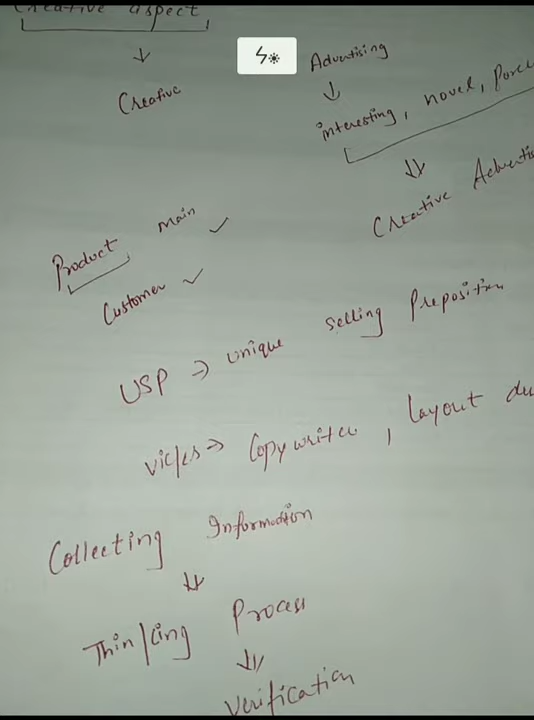 Creative aspect
Advertising
↓ ↓
Creative
interesting, novel,
⇓
Creative
Product main ✓
Customer ✓
USP ⇒ unique selling Preposition
Vicks ⇒ Copywriter, layout
Collecting Information
⇓
Thinking Process
⇓
Verification